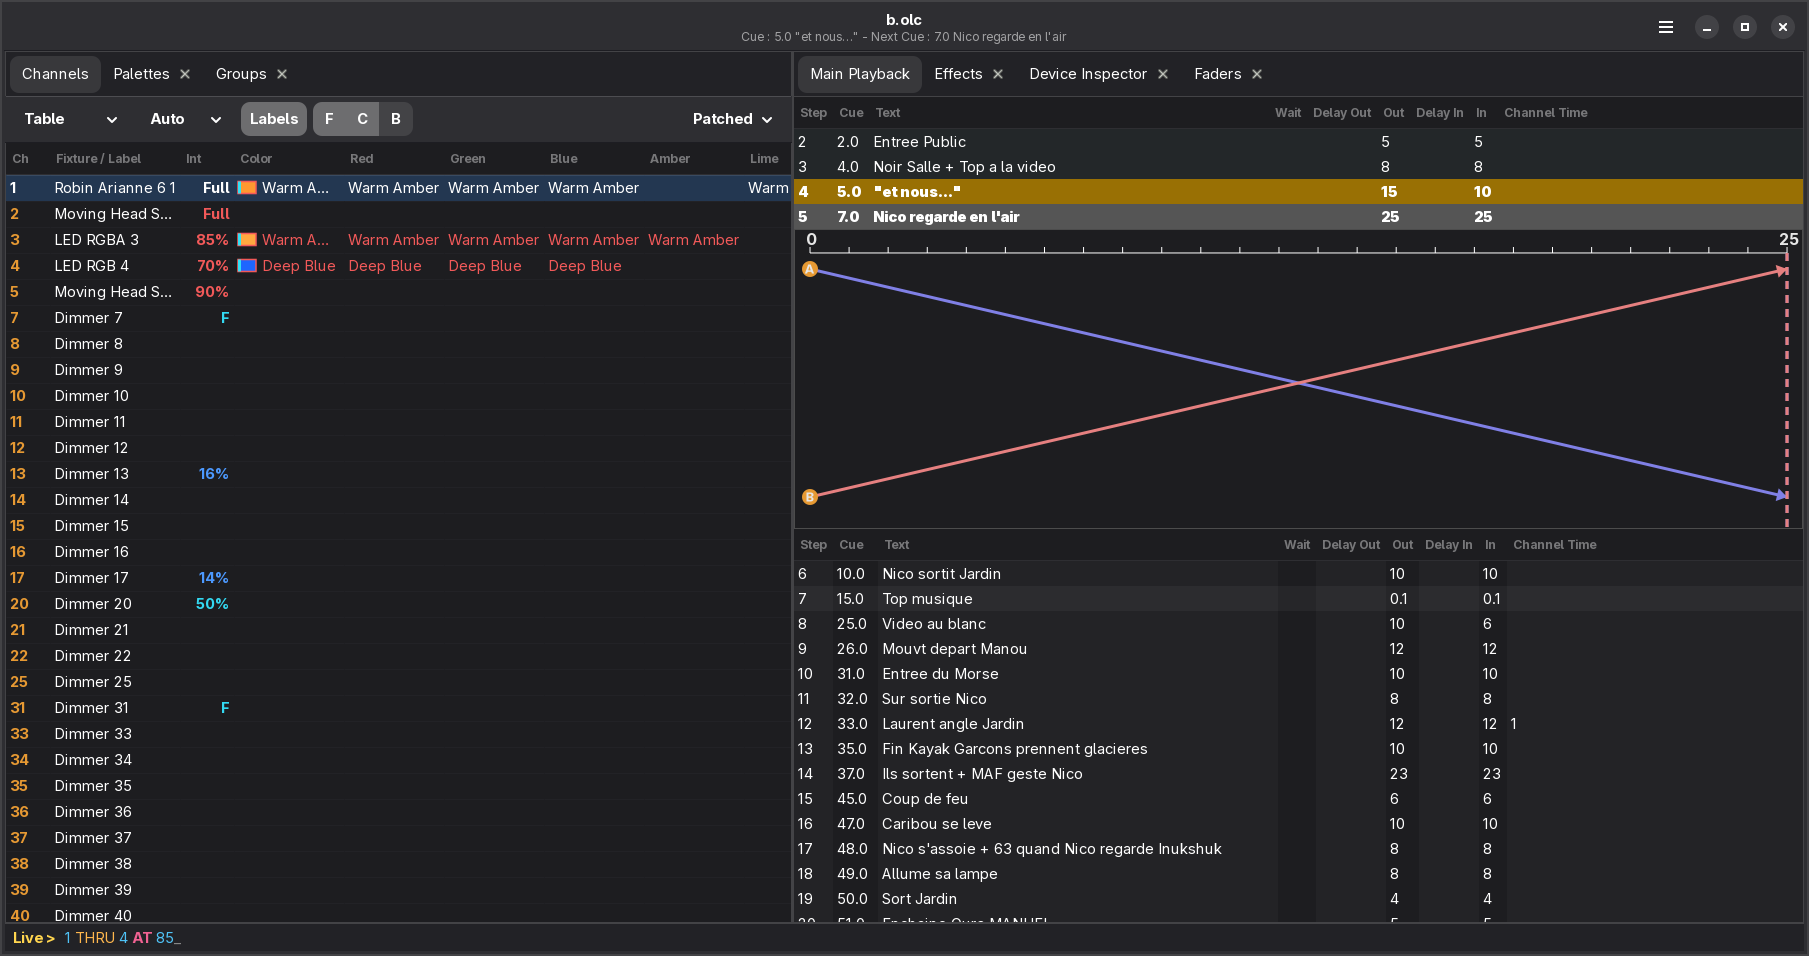 b.olc
Cue : 5.0 "et nous..." - Next Cue : 7.0 Nico regarde en l'air
Channels Palettes Groups
Table Auto Labels F C B Patched
Ch Fixture / Label Int Color Red Green Blue Amber Lime
1 Robin Arianne 6 1 Full Warm A... Warm Amber Warm Amber Warm Amber Warm
2 Moving Head S... Full
3 LED RGBA 3 85% Warm A... Warm Amber Warm Amber Warm Amber Warm Amber
4 LED RGB 4 70% Deep Blue Deep Blue Deep Blue Deep Blue
5 Moving Head S... 90%
7 Dimmer 7 F
8 Dimmer 8
9 Dimmer 9
10 Dimmer 10
11 Dimmer 11
12 Dimmer 12
13 Dimmer 13 16%
14 Dimmer 14
15 Dimmer 15
16 Dimmer 16
17 Dimmer 17 14%
20 Dimmer 20 50%
21 Dimmer 21
22 Dimmer 22
25 Dimmer 25
31 Dimmer 31 F
33 Dimmer 33
34 Dimmer 34
35 Dimmer 35
36 Dimmer 36
37 Dimmer 37
38 Dimmer 38
39 Dimmer 39
40 Dimmer 40
Main Playback Effects Device Inspector Faders
Step Cue Text Wait Delay Out Out Delay In In Channel Time
2 2.0 Entree Public 5 5
3 4.0 Noir Salle + Top a la video 8 8
4 5.0 "et nous..." 15 10
5 7.0 Nico regarde en l'air 25 25
0 25
A
B
Step Cue Text Wait Delay Out Out Delay In In Channel Time
6 10.0 Nico sortit Jardin 10 10
7 15.0 Top musique 0.1 0.1
8 25.0 Video au blanc 10 6
9 26.0 Mouvt depart Manou 12 12
10 31.0 Entree du Morse 10 10
11 32.0 Sur sortie Nico 8 8
12 33.0 Laurent angle Jardin 12 12 1
13 35.0 Fin Kayak Garcons prennent glacieres 10 10
14 37.0 Ils sortent + MAF geste Nico 23 23
15 45.0 Coup de feu 6 6
16 47.0 Caribou se leve 10 10
17 48.0 Nico s'assoie + 63 quand Nico regarde Inukshuk 8 8
18 49.0 Allume sa lampe 8 8
19 50.0 Sort Jardin 4 4
Live > 1 THRU 4 AT 85_